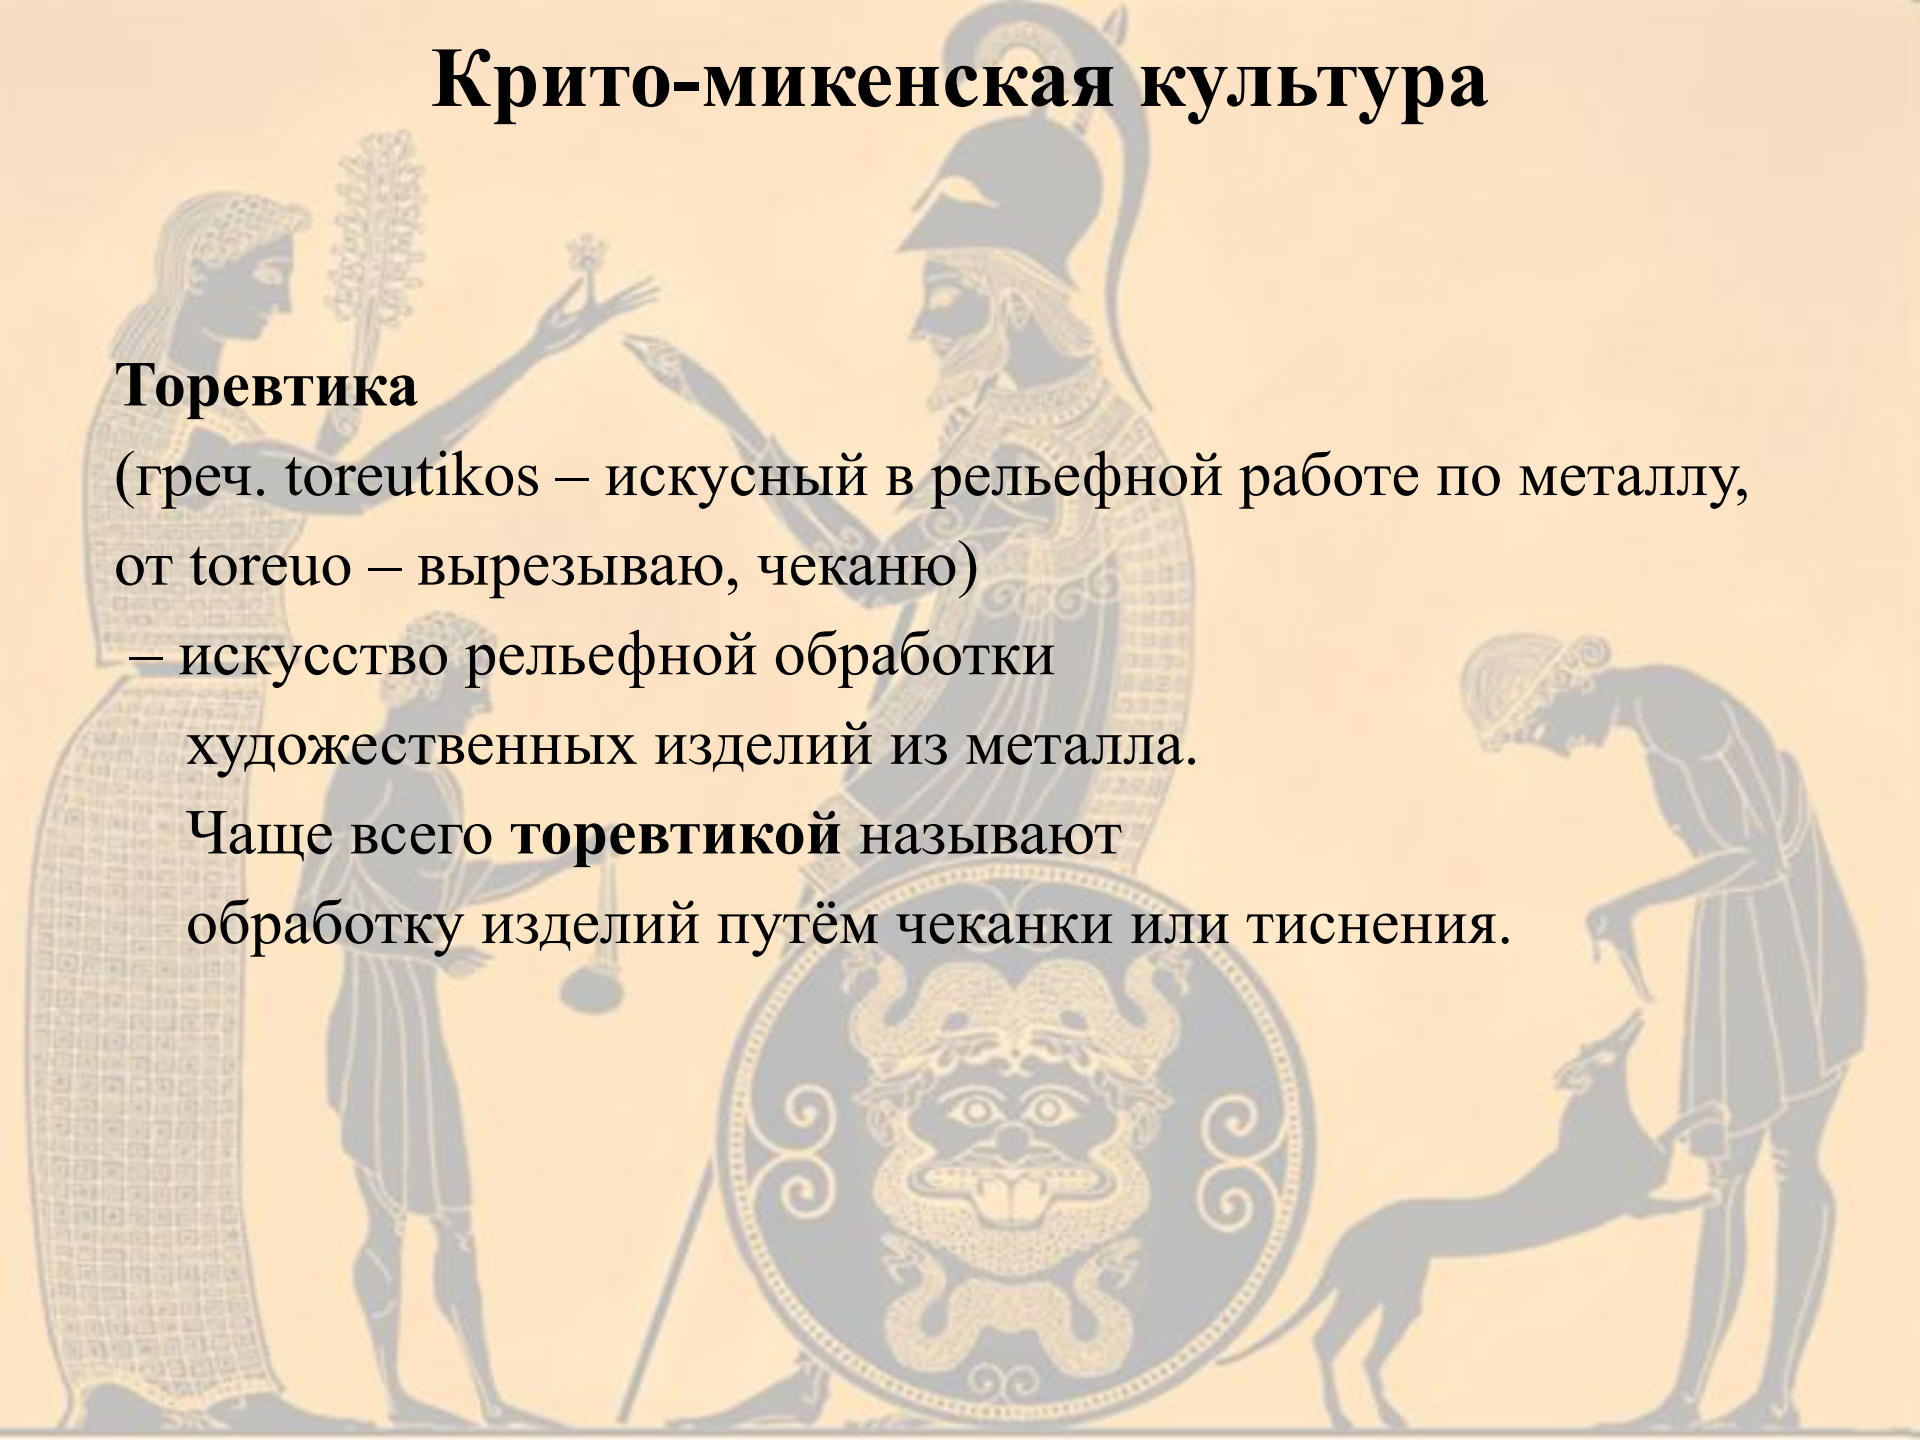 Крито-микенская культура
Торевтика
(греч. toreutikos – искусный в рельефной работе по металлу,
от toreuo – вырезываю, чеканю)
– искусство рельефной обработки
художественных изделий из металла.
Чаще всего торевтикой называют
обработку изделий путём чеканки или тиснения.